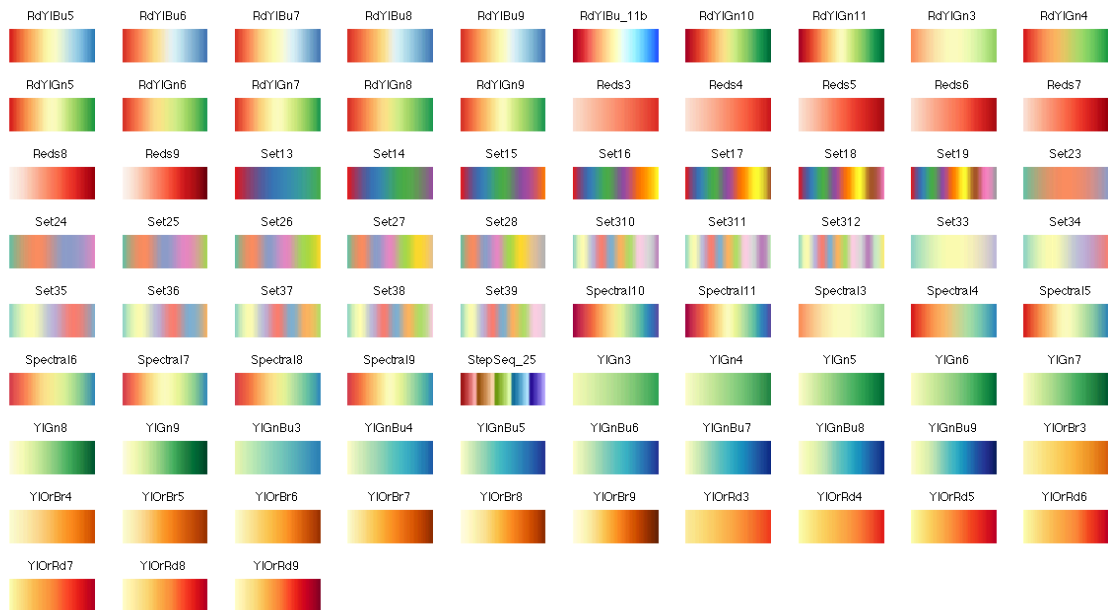 RdYlBu5 RdYlBu6 RdYlBu7 RdYlBu8 RdYlBu9 RdYlBu_11b RdYlGn10 RdYlGn11 RdYlGn3 RdYlGn4
RdYlGn5 RdYlGn6 RdYlGn7 RdYlGn8 RdYlGn9 Reds3 Reds4 Reds5 Reds6 Reds7
Reds8 Reds9 Set13 Set14 Set15 Set16 Set17 Set18 Set19 Set23
Set24 Set25 Set26 Set27 Set28 Set310 Set311 Set312 Set33 Set34
Set35 Set36 Set37 Set38 Set39 Spectral10 Spectral11 Spectral3 Spectral4 Spectral5
Spectral6 Spectral7 Spectral8 Spectral9 StepSeq_25 YlGn3 YlGn4 YlGn5 YlGn6 YlGn7
YlGn8 YlGn9 YlGnBu3 YlGnBu4 YlGnBu5 YlGnBu6 YlGnBu7 YlGnBu8 YlGnBu9 YlOrBr3
YlOrBr4 YlOrBr5 YlOrBr6 YlOrBr7 YlOrBr8 YlOrBr9 YlOrRd3 YlOrRd4 YlOrRd5 YlOrRd6
YlOrRd7 YlOrRd8 YlOrRd9